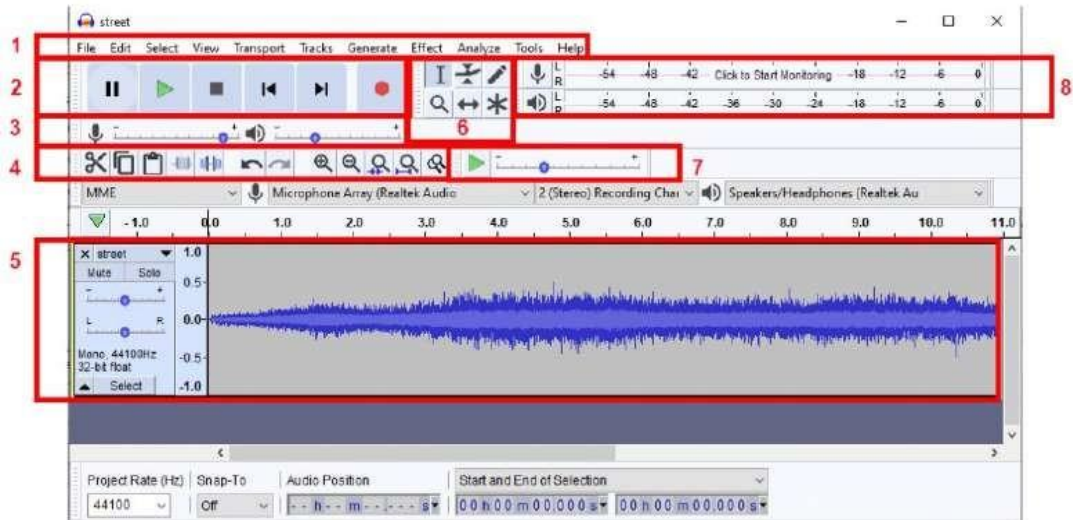 street
1
File Edit Select View Transport Tracks Generate Effect Analyze Tools Help
2
L
R
-54 -48 -42 Click to Start Monitoring -18 -12 -6 0
8
L
R
-54 -48 -42 -36 -30 -24 -18 -12 -6 0
3
- +
- +
6
4
- +
7
MME Microphone Array (Realtek Audio 2 (Stereo) Recording Chan Speakers/Headphones (Realtek Au
-1.0 0.0 1.0 2.0 3.0 4.0 5.0 6.0 7.0 8.0 9.0 10.0 11.0
5
X street
Mute Solo
- +
L R
Mono, 44100Hz
32-bit float
Select
1.0
0.5
0.0
-0.5
-1.0
Project Rate (Hz) Snap-To Audio Position Start and End of Selection
44100 Off - - h - - m - - . - - - s 00 h 00 m 00.000 s 00 h 00 m 00.000 s